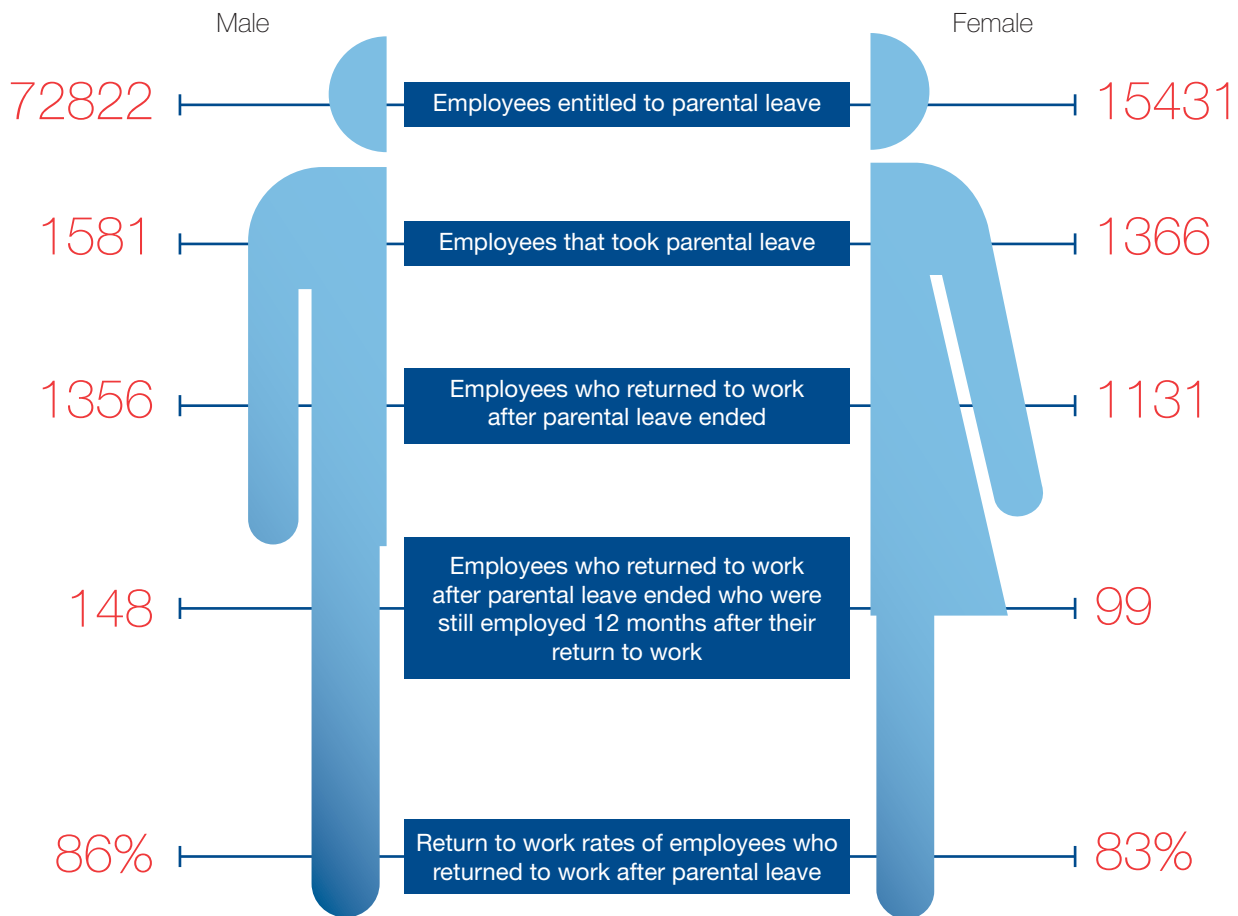 Male
Female
72822
Employees entitled to parental leave
15431
1581
Employees that took parental leave
1366
1356
Employees who returned to work
after parental leave ended
1131
148
Employees who returned to work
after parental leave ended who were
still employed 12 months after their
return to work
99
86%
Return to work rates of employees who
returned to work after parental leave
83%